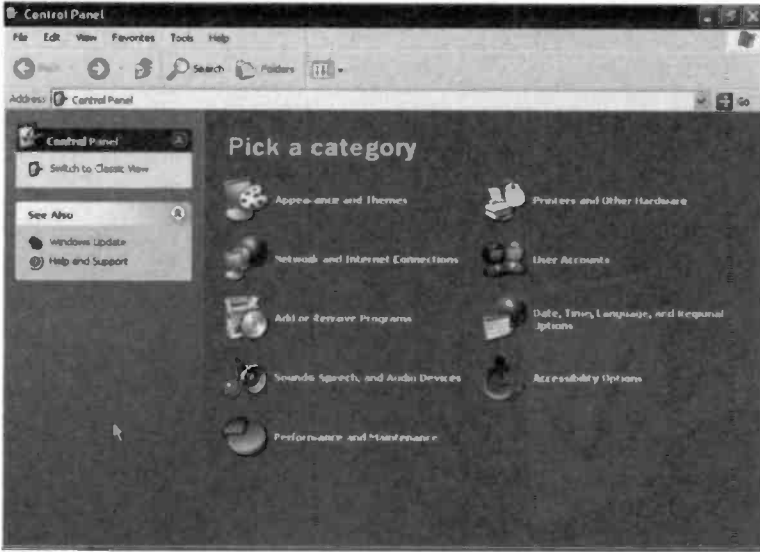 Control Panel
File Edit View Favorites Tools Help
Search Folders
Address Control Panel Go
Control Panel
Switch to Classic View
See Also
Windows Update
Help and Support
Pick a category
Appearance and Themes
Printers and Other Hardware
Network and Internet Connections
User Accounts
Add or Remove Programs
Date, Time, Language, and Regional
Options
Sounds, Speech, and Audio Devices
Accessibility Options
Performance and Maintenance